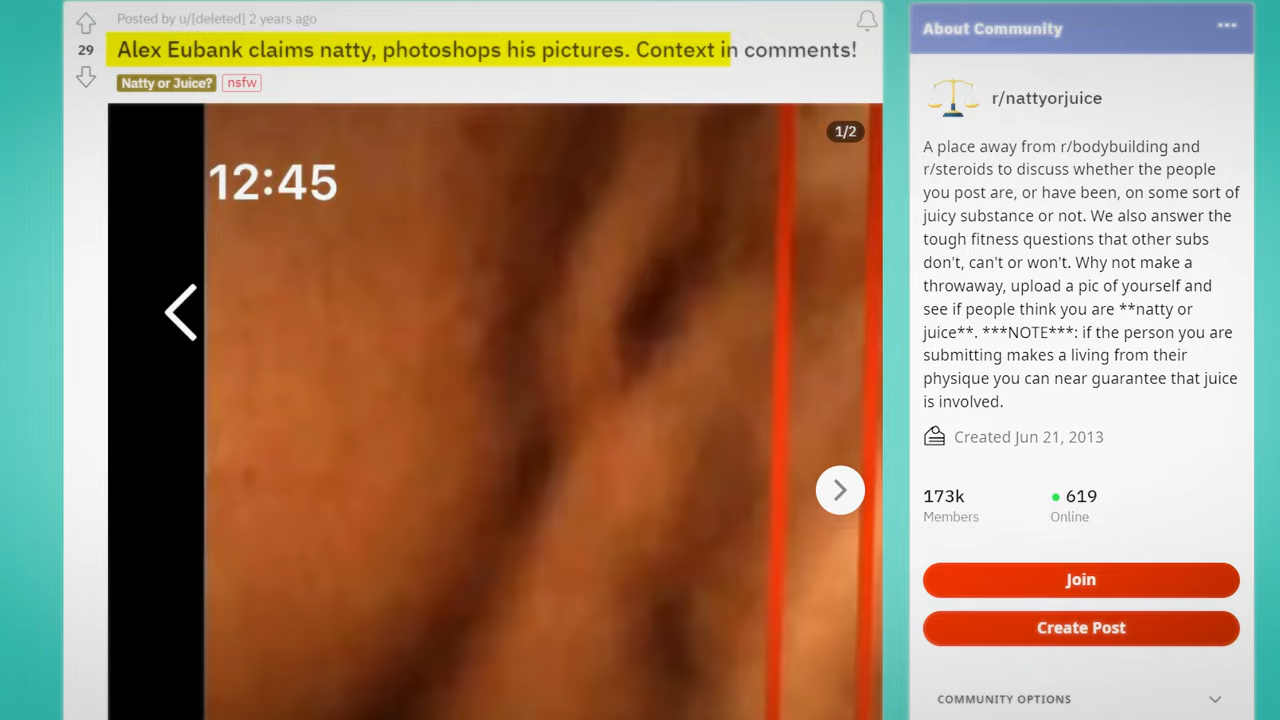 Posted by u/[deleted] 2 years ago
29
Alex Eubank claims natty, photoshops his pictures. Context in comments!
Natty or Juice? nsfw
1/2
12:45
About Community
r/nattyorjuice
A place away from r/bodybuilding and
r/steroids to discuss whether the people
you post are, or have been, on some sort of
juicy substance or not. We also answer the
tough fitness questions that other subs
don't, can't or won't. Why not make a
throwaway, upload a pic of yourself and
see if people think you are **natty or
juice**. ***NOTE***: if the person you are
submitting makes a living from their
physique you can near guarantee that juice
is involved.
Created Jun 21, 2013
173k 619
Members Online
Join
Create Post
COMMUNITY OPTIONS